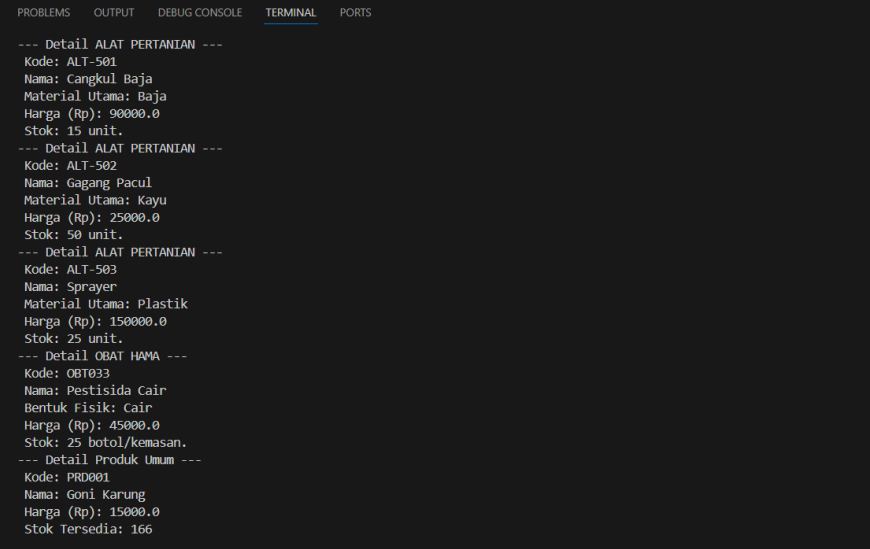 PROBLEMS OUTPUT DEBUG CONSOLE TERMINAL PORTS
--- Detail ALAT PERTANIAN ---
Kode: ALT-501
Nama: Cangkul Baja
Material Utama: Baja
Harga (Rp): 90000.0
Stok: 15 unit.
--- Detail ALAT PERTANIAN ---
Kode: ALT-502
Nama: Gagang Pacul
Material Utama: Kayu
Harga (Rp): 25000.0
Stok: 50 unit.
--- Detail ALAT PERTANIAN ---
Kode: ALT-503
Nama: Sprayer
Material Utama: Plastik
Harga (Rp): 150000.0
Stok: 25 unit.
--- Detail OBAT HAMA ---
Kode: OBT033
Nama: Pestisida Cair
Bentuk Fisik: Cair
Harga (Rp): 45000.0
Stok: 25 botol/kemasan.
--- Detail Produk Umum ---
Kode: PRD001
Nama: Goni Karung
Harga (Rp): 15000.0
Stok Tersedia: 166